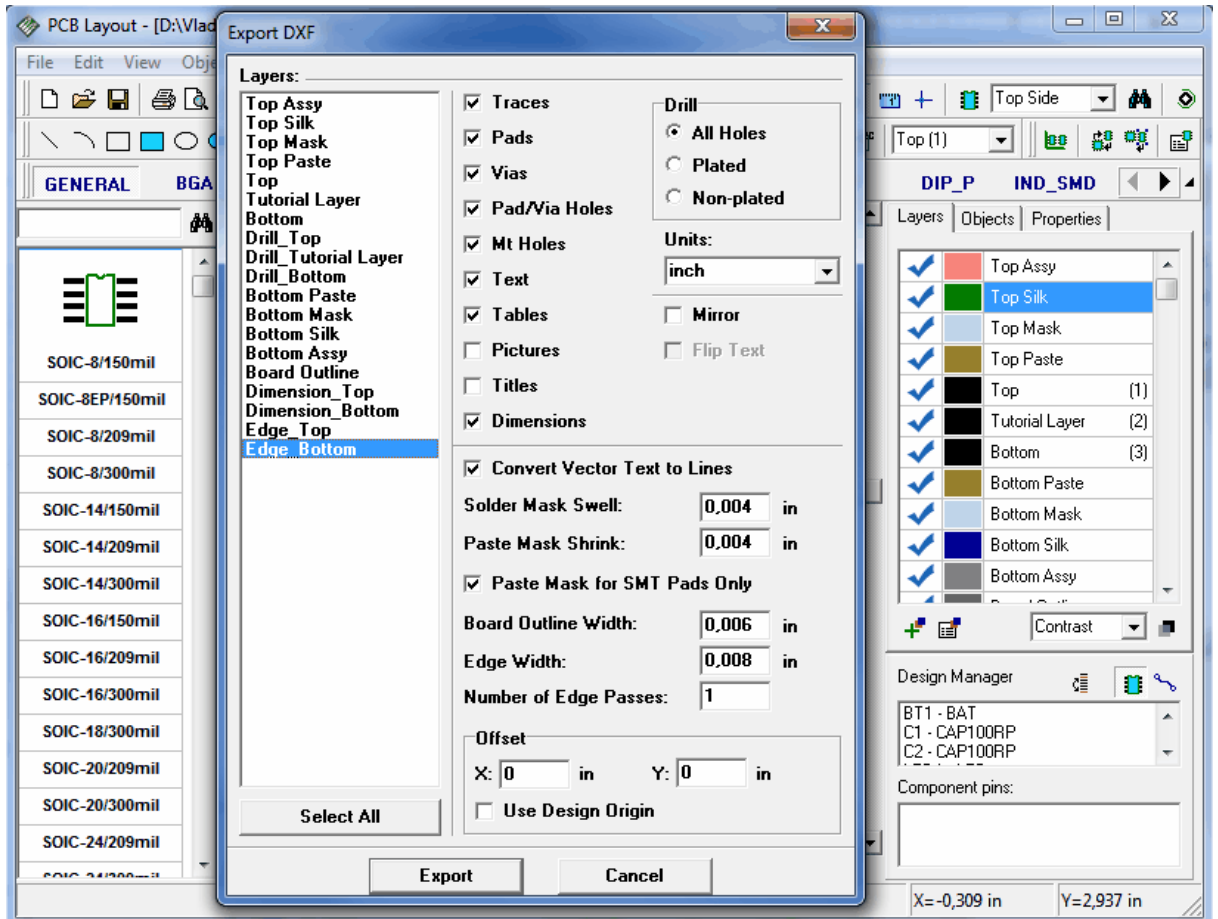 PCB Layout - [D:\Vlad
File Edit View Obje
GENERAL BGA
SOIC-8/150mil
SOIC-8EP/150mil
SOIC-8/209mil
SOIC-8/300mil
SOIC-14/150mil
SOIC-14/209mil
SOIC-14/300mil
SOIC-16/150mil
SOIC-16/209mil
SOIC-16/300mil
SOIC-18/300mil
SOIC-20/209mil
SOIC-20/300mil
SOIC-24/209mil
Export DXF
Layers:
Top Assy
Top Silk
Top Mask
Top Paste
Top
Tutorial Layer
Bottom
Drill_Top
Drill_Tutorial Layer
Drill_Bottom
Bottom Paste
Bottom Mask
Bottom Silk
Bottom Assy
Board Outline
Dimension_Top
Dimension_Bottom
Edge_Top
Edge_Bottom
Select All
Traces
Pads
Vias
Pad/Via Holes
Mt Holes
Text
Tables
Pictures
Titles
Dimensions
Drill
All Holes
Plated
Non-plated
Units:
inch
Mirror
Flip Text
Convert Vector Text to Lines
Solder Mask Swell: 0,004 in
Paste Mask Shrink: 0,004 in
Paste Mask for SMT Pads Only
Board Outline Width: 0,006 in
Edge Width: 0,008 in
Number of Edge Passes: 1
Offset
X: 0 in Y: 0 in
Use Design Origin
Export Cancel
Top Side
Top (1)
DIP_P IND_SMD
Layers Objects Properties
Top Assy
Top Silk
Top Mask
Top Paste
Top (1)
Tutorial Layer (2)
Bottom (3)
Bottom Paste
Bottom Mask
Bottom Silk
Bottom Assy
Contrast
Design Manager
BT1 - BAT
C1 - CAP100RP
C2 - CAP100RP
Component pins:
X=-0,309 in Y=2,937 in